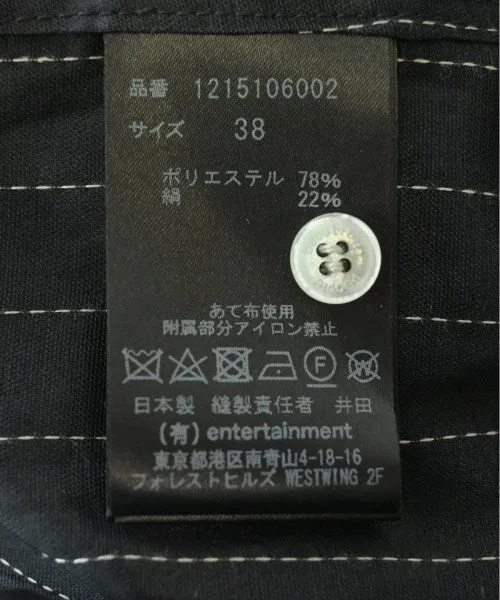 品番 1215106002
サイズ 38
ポリエステル 78%
絹 22%
あて布使用
附属部分アイロン禁止
F W
日本製 縫製責任者 井田
(有) entertainment
東京都港区南青山4-18-16
フォレストヒルズ WESTWING 2F